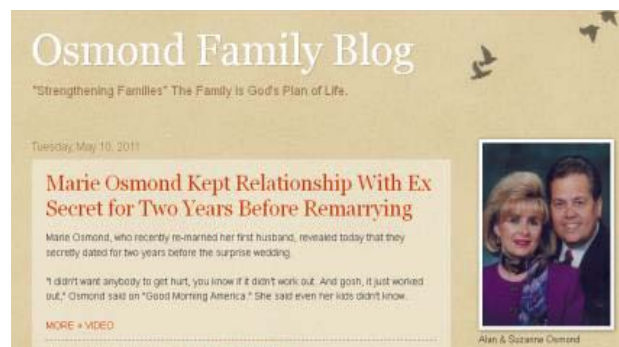 Osmond Family Blog
"Strengthening Families" The Family is God's Plan of Life.
Tuesday, May 10, 2011
Marie Osmond Kept Relationship With Ex
Secret for Two Years Before Remarrying
Marie Osmond, who recently re-married her first husband, revealed today that they
secretly dated for two years before the surprise wedding.
"I didn't want anybody to get hurt, you know if it didn't work out. And gosh, it just worked
out," Osmond said on "Good Morning America." She said even her kids didn't know.
MORE + VIDEO
Alan & Suzanne Osmond